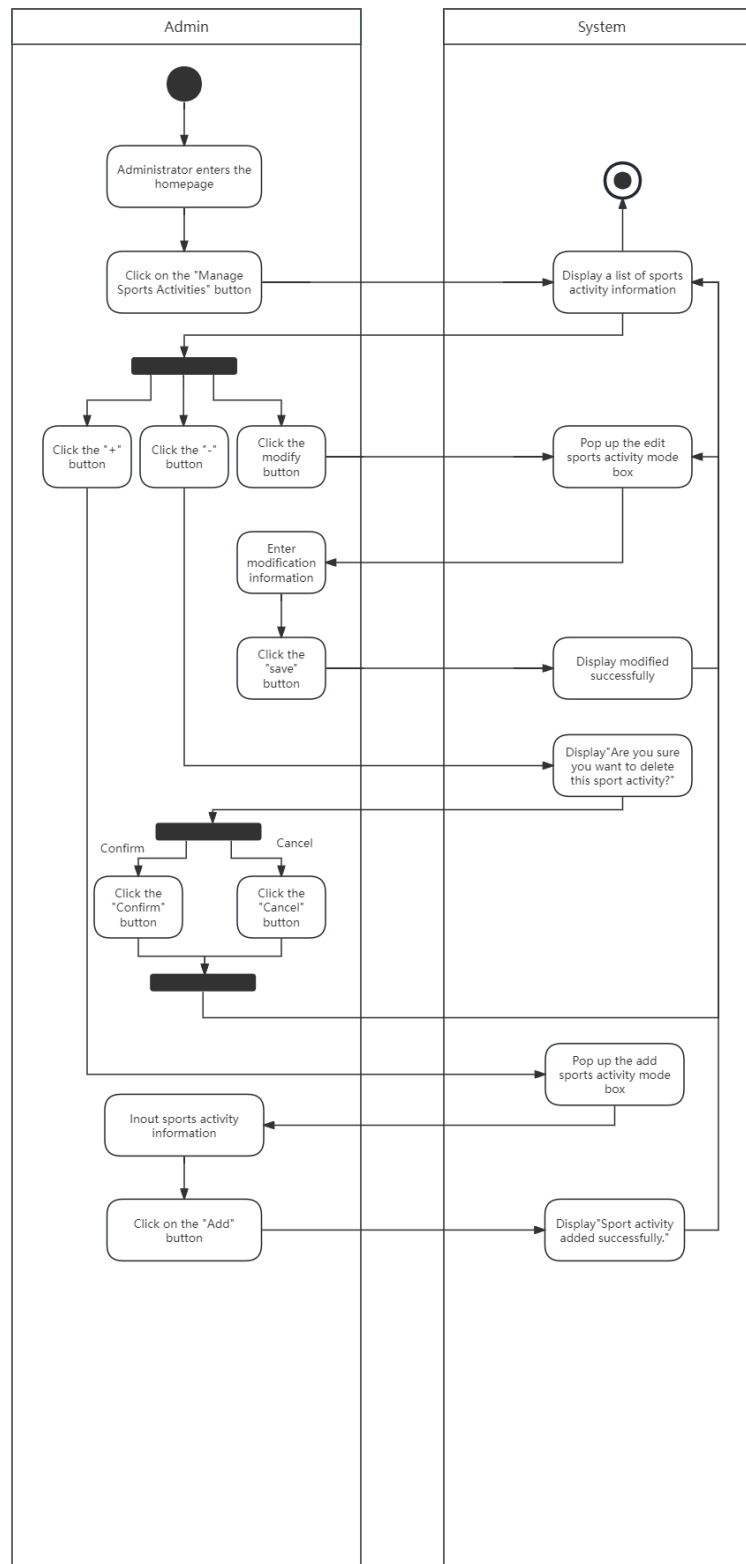 Admin
System
Administrator enters the
homepage
Click on the "Manage
Sports Activities" button
Display a list of sports
activity information
Click the "+"
button
Click the "-"
button
Click the
modify
button
Pop up the edit
sports activity mode
box
Enter
modification
information
Click the
"save"
button
Display modified
successfully
Display"Are you sure
you want to delete
this sport activity?"
Confirm
Cancel
Click the
"Confirm"
button
Click the
"Cancel"
button
Pop up the add
sports activity mode
box
Inout sports activity
information
Click on the "Add"
button
Display"Sport activity
added successfully."